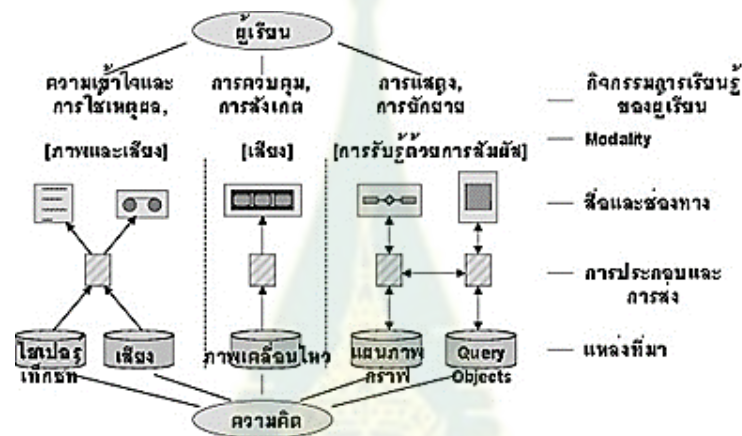 ผู้เรียน
ความเข้าใจและ
การใช้เหตุผล,
การควบคุม,
การสังเกต
การแสดง,
การยักย้าย
กิจกรรมการเรียนรู้
ของผู้เรียน
[ภาพและเสียง]
[เสียง]
[การรับรู้ด้วยการสัมผัส]
Modality
สื่อและช่องทาง
การประกอบและ
การส่ง
ไฮเปอร์
เท็กซท
เสียง
ภาพเคลื่อนไหว
แผนภาพ
กราฟ
Query
Objects
แหล่งที่มา
ความคิด